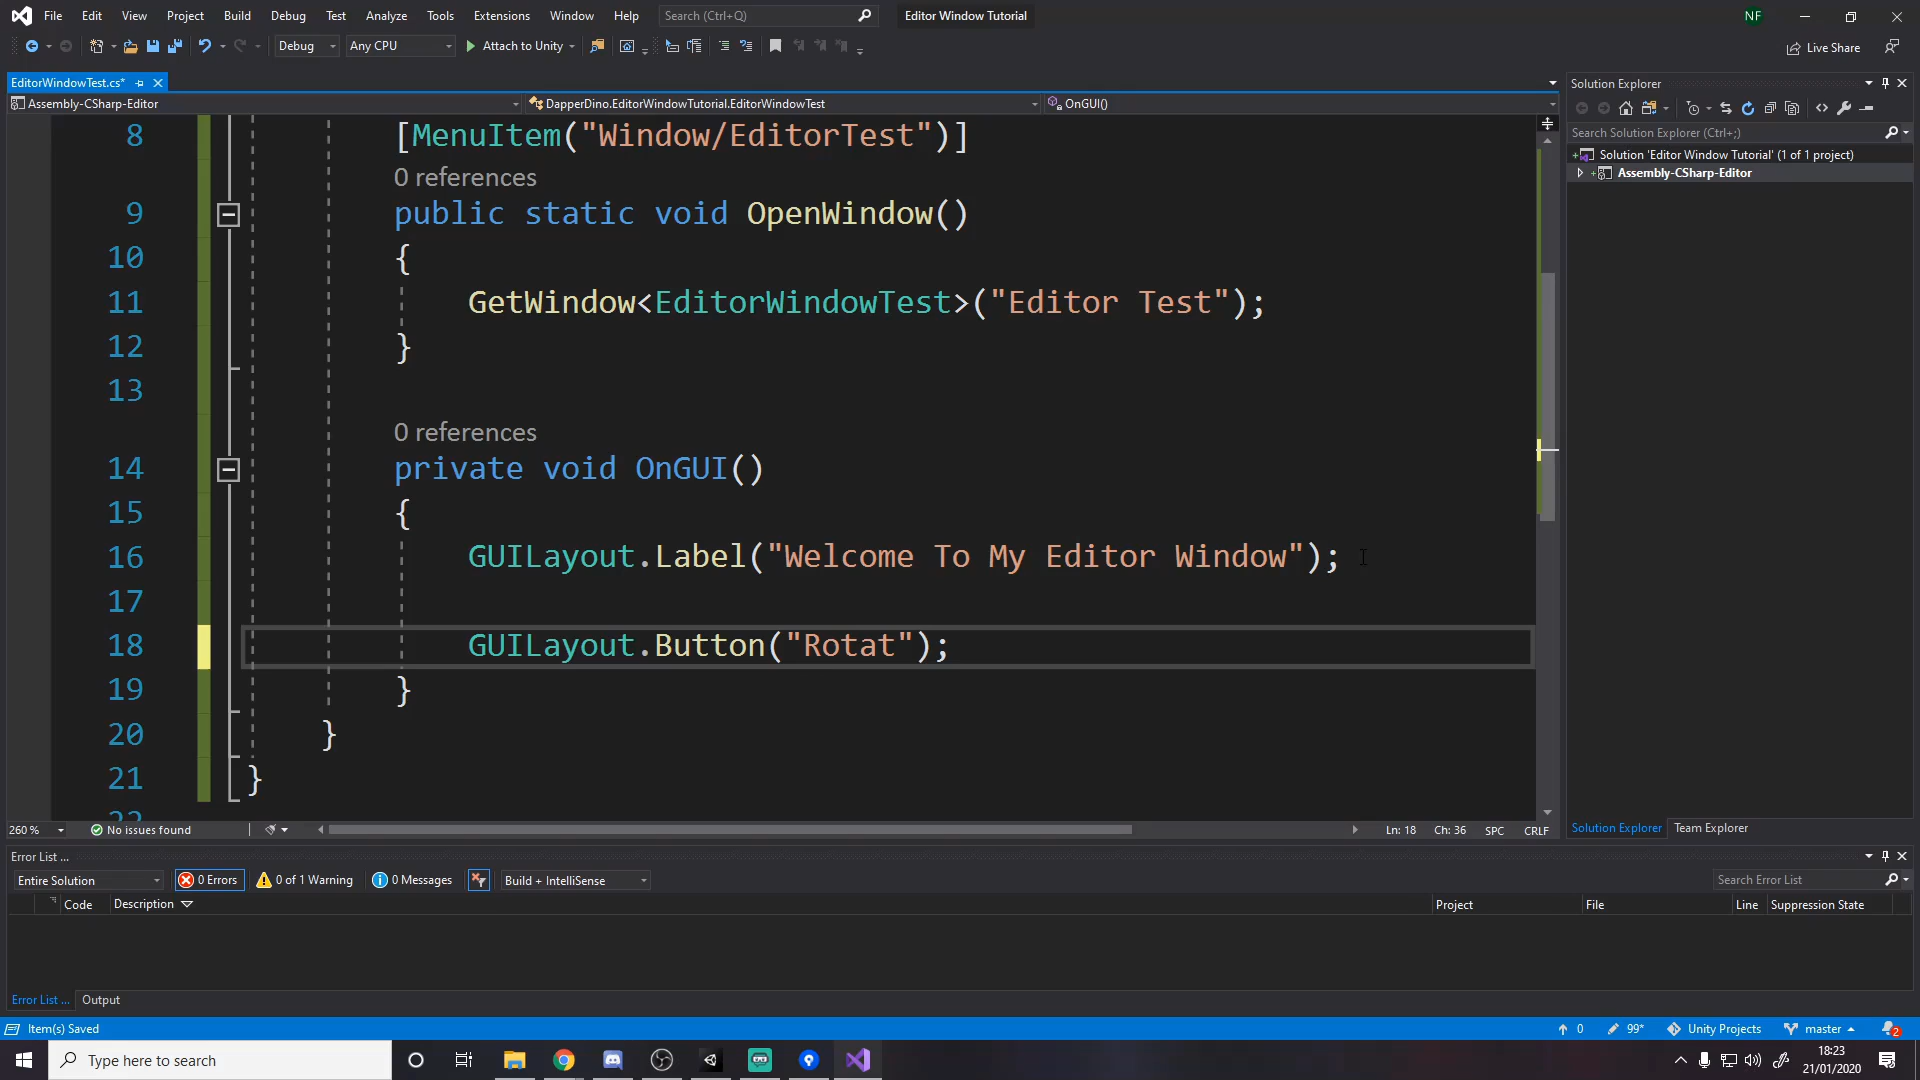 File Edit View Project Build Debug Test Analyze Tools Extensions Window Help Search (Ctrl+Q) Editor Window Tutorial NF
Debug Any CPU Attach to Unity Live Share
EditorWindowTest.cs*
Assembly-CSharp-Editor DapperDino.EditorWindowTutorial.EditorWindowTest OnGUI()
8 [MenuItem("Window/EditorTest")]
0 references
9 public static void OpenWindow()
10 {
11 GetWindow<EditorWindowTest>("Editor Test");
12 }
13
0 references
14 private void OnGUI()
15 {
16 GUILayout.Label("Welcome To My Editor Window");
17
18 GUILayout.Button("Rotat");
19 }
20 }
21 }
22
260 % No issues found Ln: 18 Ch: 36 SPC CRLF
Solution Explorer
Search Solution Explorer (Ctrl+;)
Solution 'Editor Window Tutorial' (1 of 1 project)
Assembly-CSharp-Editor
Solution Explorer Team Explorer
Error List ...
Entire Solution 0 Errors 0 of 1 Warning 0 Messages Build + IntelliSense Search Error List
Code Description Project File Line Suppression State
Error List ... Output
Item(s) Saved 0 99* Unity Projects master 2
Type here to search 18:23
21/01/2020